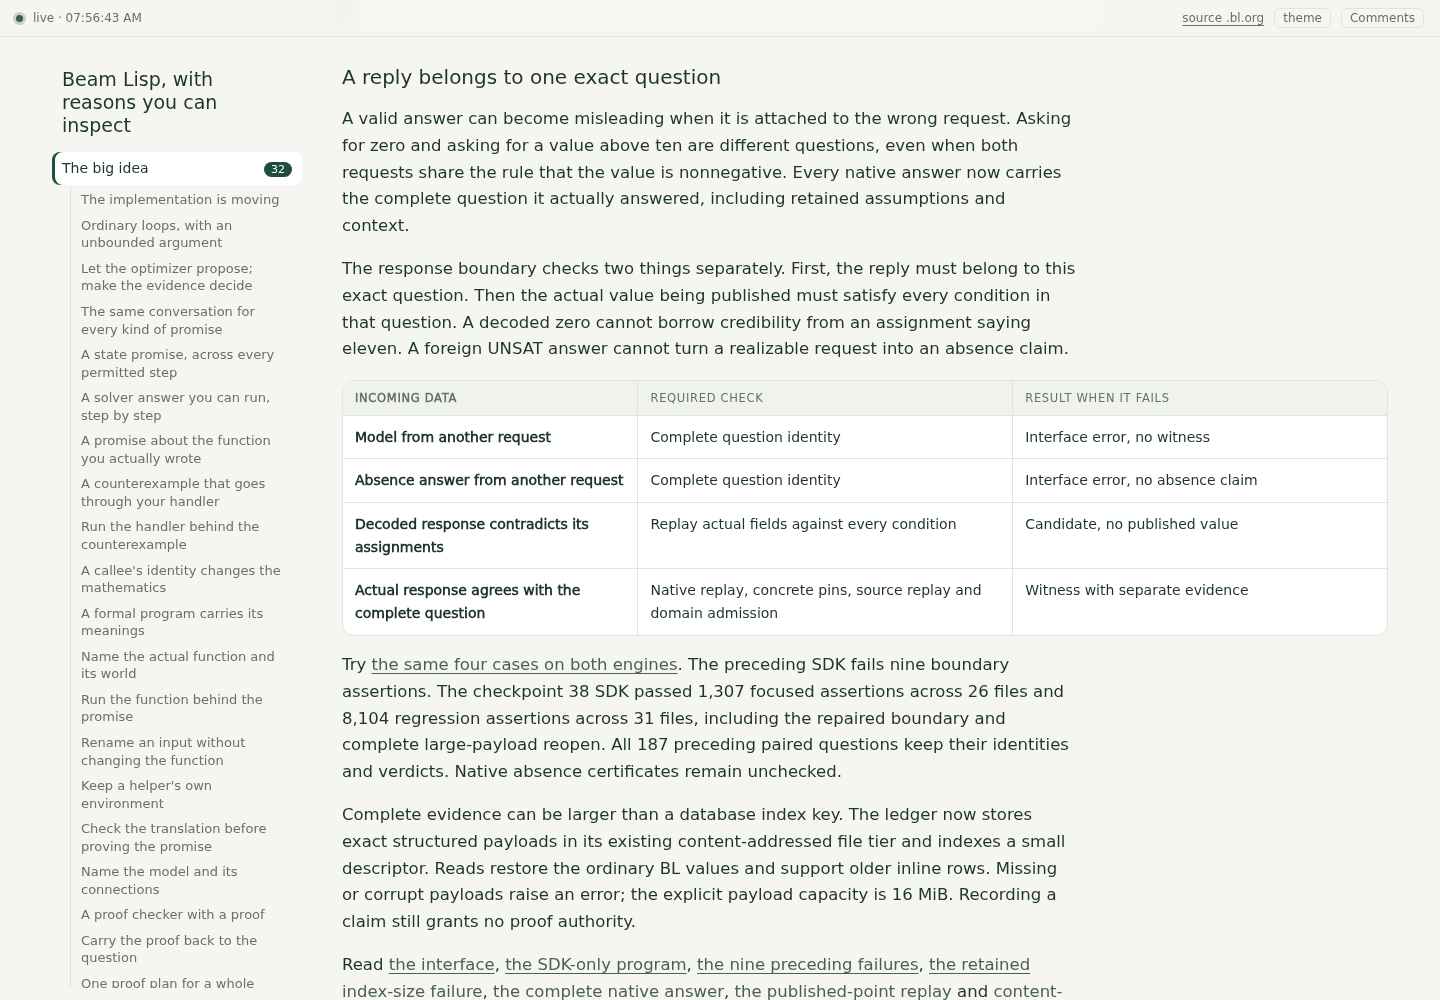 live · 07:56:43 AM
source .bl.org
theme
Comments
Beam Lisp, with
reasons you can
inspect
The big idea
32
The implementation is moving
Ordinary loops, with an
unbounded argument
Let the optimizer propose;
make the evidence decide
The same conversation for
every kind of promise
A state promise, across every
permitted step
A solver answer you can run,
step by step
A promise about the function
you actually wrote
A counterexample that goes
through your handler
Run the handler behind the
counterexample
A callee's identity changes the
mathematics
A formal program carries its
meanings
Name the actual function and
its world
Run the function behind the
promise
Rename an input without
changing the function
Keep a helper's own
environment
Check the translation before
proving the promise
Name the model and its
connections
A proof checker with a proof
Carry the proof back to the
question
One proof plan for a whole
A reply belongs to one exact question
A valid answer can become misleading when it is attached to the wrong request. Asking
for zero and asking for a value above ten are different questions, even when both
requests share the rule that the value is nonnegative. Every native answer now carries
the complete question it actually answered, including retained assumptions and
context.
The response boundary checks two things separately. First, the reply must belong to this
exact question. Then the actual value being published must satisfy every condition in
that question. A decoded zero cannot borrow credibility from an assignment saying
eleven. A foreign UNSAT answer cannot turn a realizable request into an absence claim.
INCOMING DATA
REQUIRED CHECK
RESULT WHEN IT FAILS
Model from another request
Complete question identity
Interface error, no witness
Absence answer from another request
Complete question identity
Interface error, no absence claim
Decoded response contradicts its
assignments
Replay actual fields against every condition
Candidate, no published value
Actual response agrees with the
complete question
Native replay, concrete pins, source replay and
domain admission
Witness with separate evidence
Try the same four cases on both engines. The preceding SDK fails nine boundary
assertions. The checkpoint 38 SDK passed 1,307 focused assertions across 26 files and
8,104 regression assertions across 31 files, including the repaired boundary and
complete large-payload reopen. All 187 preceding paired questions keep their identities
and verdicts. Native absence certificates remain unchecked.
Complete evidence can be larger than a database index key. The ledger now stores
exact structured payloads in its existing content-addressed file tier and indexes a small
descriptor. Reads restore the ordinary BL values and support older inline rows. Missing
or corrupt payloads raise an error; the explicit payload capacity is 16 MiB. Recording a
claim still grants no proof authority.
Read the interface, the SDK-only program, the nine preceding failures, the retained
index-size failure, the complete native answer, the published-point replay and content-